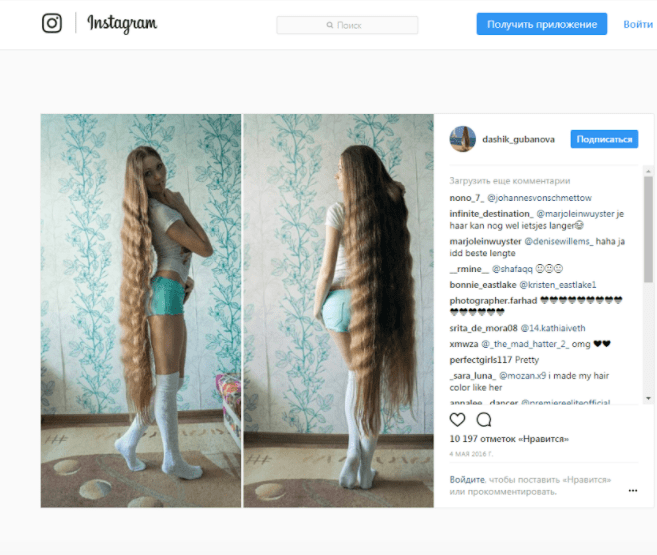 Instagram
Поиск
Получить приложение
Войти
dashik_gubanova
Подписаться
Загрузить еще комментарии
nono_7_ @johannesvonschmettow
infinite_destination_ @marjoleinwuyster je
haar kan nog wel ietsjes langer😅
marjoleinwuyster @denisewillems_ haha ja
idd beste lengte
__rmine__ @shafaqq
bonnie_eastlake @kristen_eastlake1
photographer.farhad ♥♥♥♥♥♥♥♥♥
♥♥♥♥♥♥
srita_de_mora08 @14.kathiaiveth
xmwza @_the_mad_hatter_2_ omg ♥♥
perfectgirls117 Pretty
_sara_luna_ @mozan.x9 i made my hair
color like her
annalee__dancer @premiereeliteofficial
10 197 отметок «Нравится»
4 МАЯ 2016 Г.
Войдите, чтобы поставить «Нравится»
или прокомментировать.